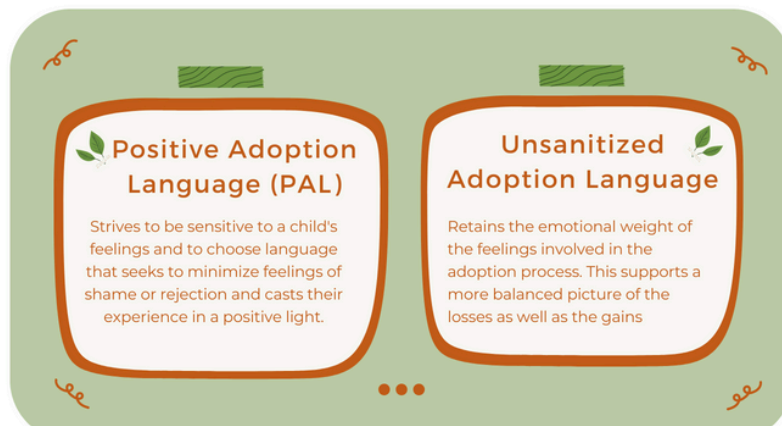 Positive Adoption
Language (PAL)
Strives to be sensitive to a child's
feelings and to choose language
that seeks to minimize feelings of
shame or rejection and casts their
experience in a positive light.
Unsanitized
Adoption Language
Retains the emotional weight of
the feelings involved in the
adoption process. This supports a
more balanced picture of the
losses as well as the gains